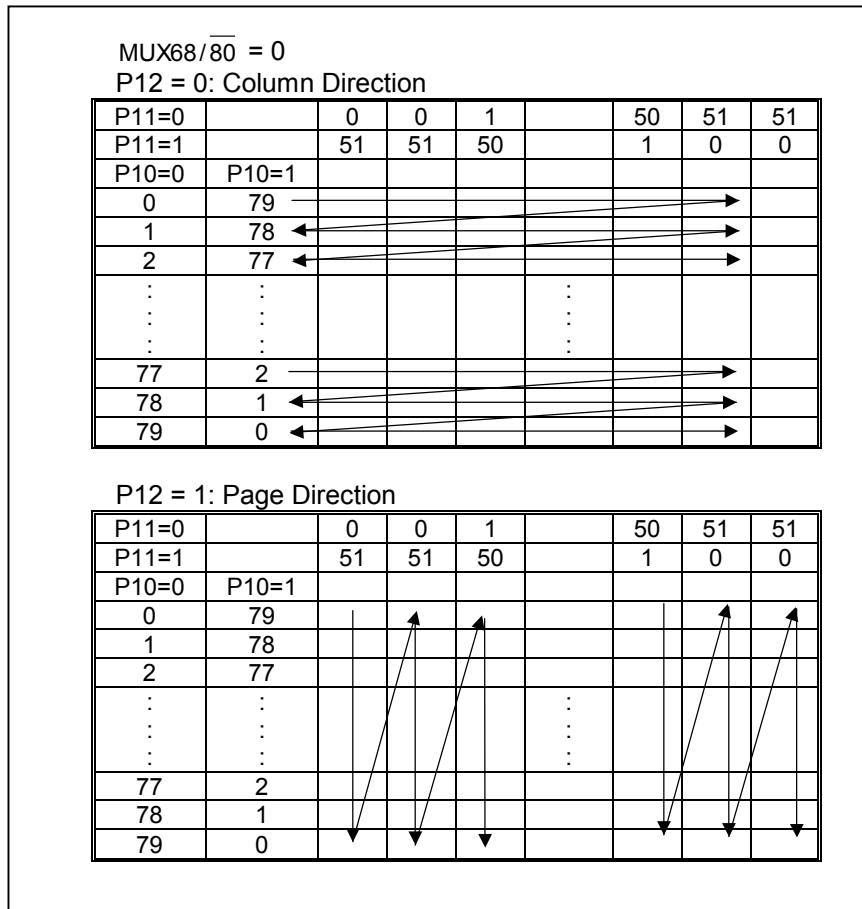 MUX68/80 = 0
P12 = 0: Column Direction
P11=0 0 0 1 50 51 51
P11=1 51 51 50 1 0 0
P10=0 P10=1
0 79
1 78
2 77
: : :
: : :
: : :
77 2
78 1
79 0
P12 = 1: Page Direction
P11=0 0 0 1 50 51 51
P11=1 51 51 50 1 0 0
P10=0 P10=1
0 79
1 78
2 77
: : :
: : :
: : :
77 2
78 1
79 0